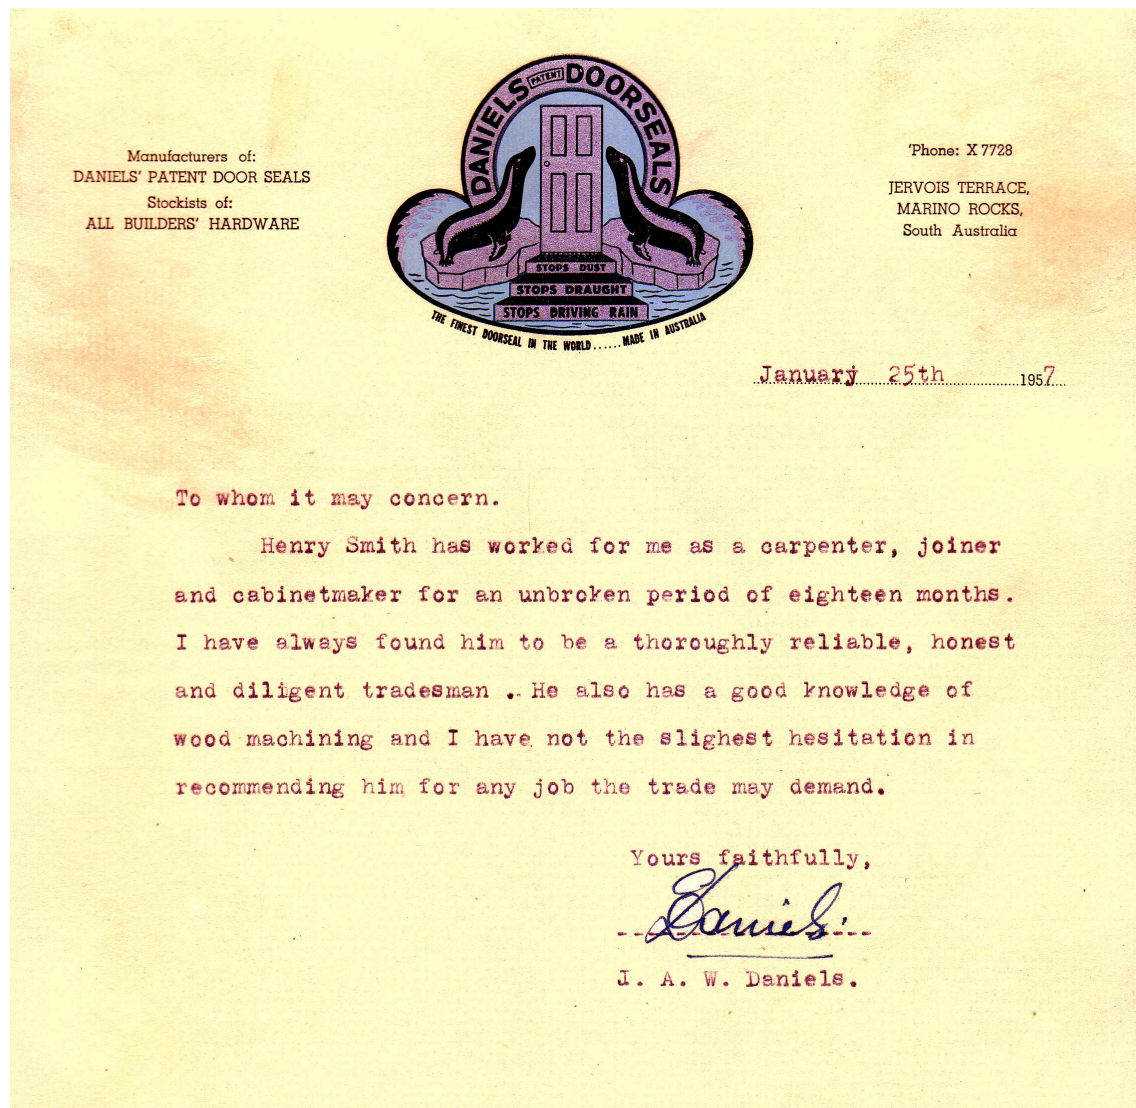 DANIELS PATENT DOORSEALS
Manufacturers of:
DANIELS' PATENT DOOR SEALS
Stockists of:
ALL BUILDERS' HARDWARE
'Phone: X 7728
JERVOIS TERRACE,
MARINO ROCKS,
South Australia
STOPS DUST
STOPS DRAUGHT
STOPS DRIVING RAIN
THE FINEST DOORSEAL IN THE WORLD......MADE IN AUSTRALIA
January 25th 1957
To whom it may concern.
Henry Smith has worked for me as a carpenter, joiner
and cabinetmaker for an unbroken period of eighteen months.
I have always found him to be a thoroughly reliable, honest
and diligent tradesman . He also has a good knowledge of
wood machining and I have not the slighest hesitation in
recommending him for any job the trade may demand.
Yours faithfully,
Daniels.
J. A. W. Daniels.